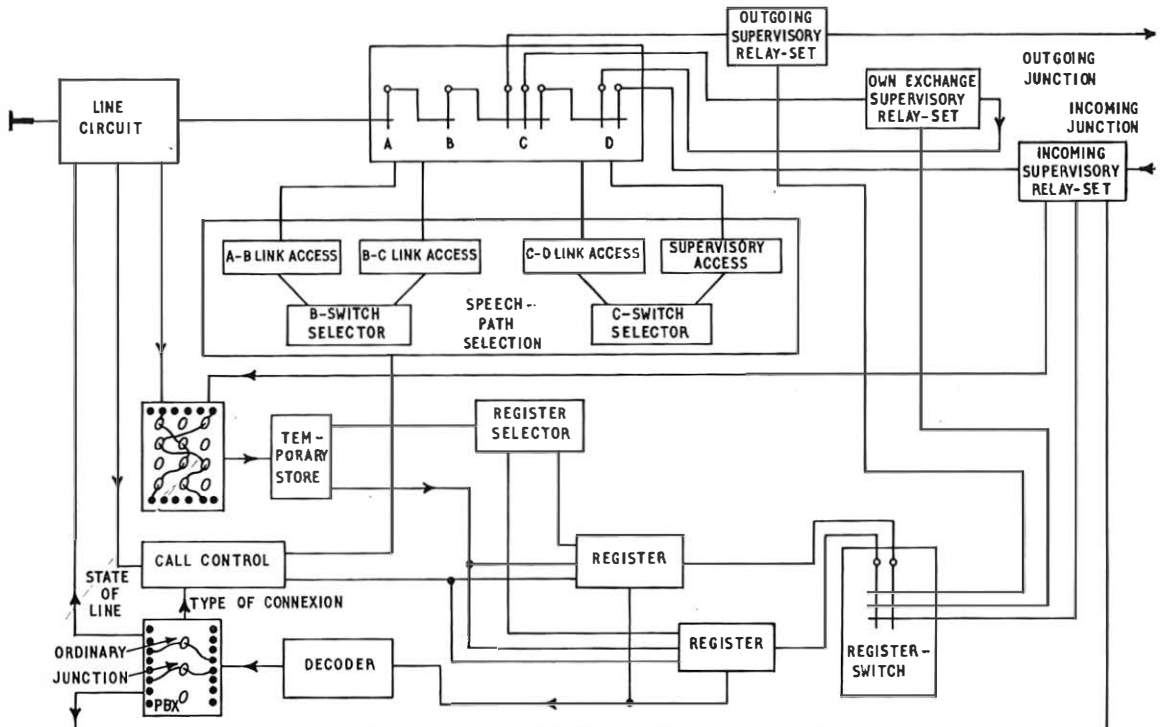 OUTGOING
SUPERVISORY
RELAY-SET
OUTGOING
JUNCTION
OWN EXCHANGE
SUPERVISORY
RELAY-SET
INCOMING
JUNCTION
INCOMING
SUPERVISORY
RELAY-SET
LINE
CIRCUIT
A
B
C
D
A-B LINK ACCESS
B-C LINK ACCESS
C-D LINK ACCESS
SUPERVISORY
ACCESS
B-SWITCH
SELECTOR
SPEECH-
PATH
SELECTION
C-SWITCH
SELECTOR
TEM-
PORARY
STORE
REGISTER
SELECTOR
CALL CONTROL
REGISTER
STATE
OF
LINE
TYPE OF CONNEXION
ORDINARY
JUNCTION
PBX
DECODER
REGISTER
REGISTER-
SWITCH